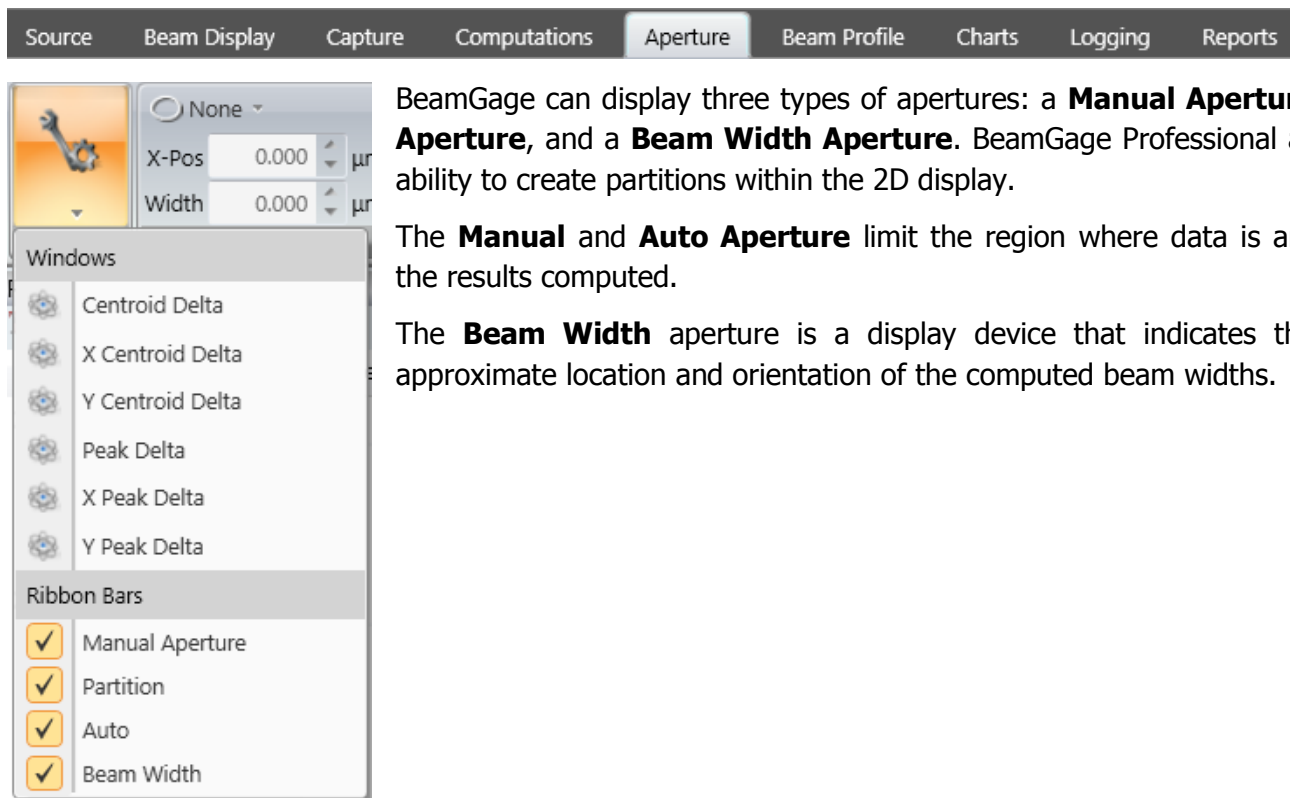 Source Beam Display Capture Computations Aperture Beam Profile Charts Logging Reports
None
X-Pos 0.000
Width 0.000
Windows
Centroid Delta
X Centroid Delta
Y Centroid Delta
Peak Delta
X Peak Delta
Y Peak Delta
Ribbon Bars
Manual Aperture
Partition
Auto
Beam Width
BeamGage can display three types of apertures: a Manual
Aperture, and a Beam Width Aperture. BeamGage Professional
ability to create partitions within the 2D display.
The Manual and Auto Aperture limit the region where data is
the results computed.
The Beam Width aperture is a display device that indicates
approximate location and orientation of the computed beam widths.